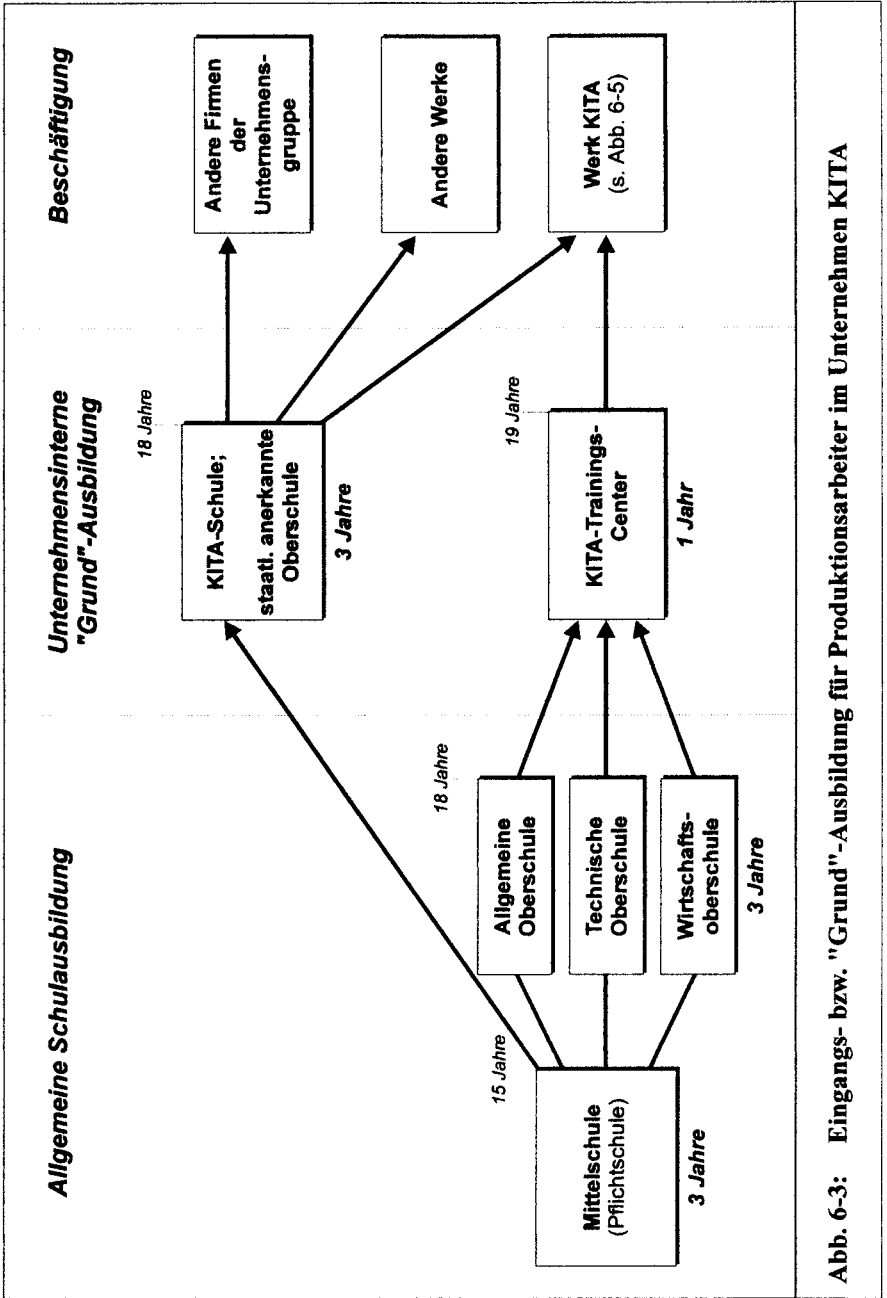 Allgemeine Schulausbildung
Unternehmensinterne
"Grund"-Ausbildung
Beschäftigung
15 Jahre
Mittelschule
(Pflichtschule)
3 Jahre
18 Jahre
Allgemeine
Oberschule
Technische
Oberschule
Wirtschafts-
oberschule
3 Jahre
18 Jahre
KITA-Schule;
staatl. anerkannte
Oberschule
3 Jahre
19 Jahre
KITA-Trainings-
Center
1 Jahr
Andere Firmen
der
Unternehmens-
gruppe
Andere Werke
Werk KITA
(s. Abb. 6-5)
Abb. 6-3: Eingangs- bzw. "Grund"-Ausbildung für Produktionsarbeiter im Unternehmen KITA